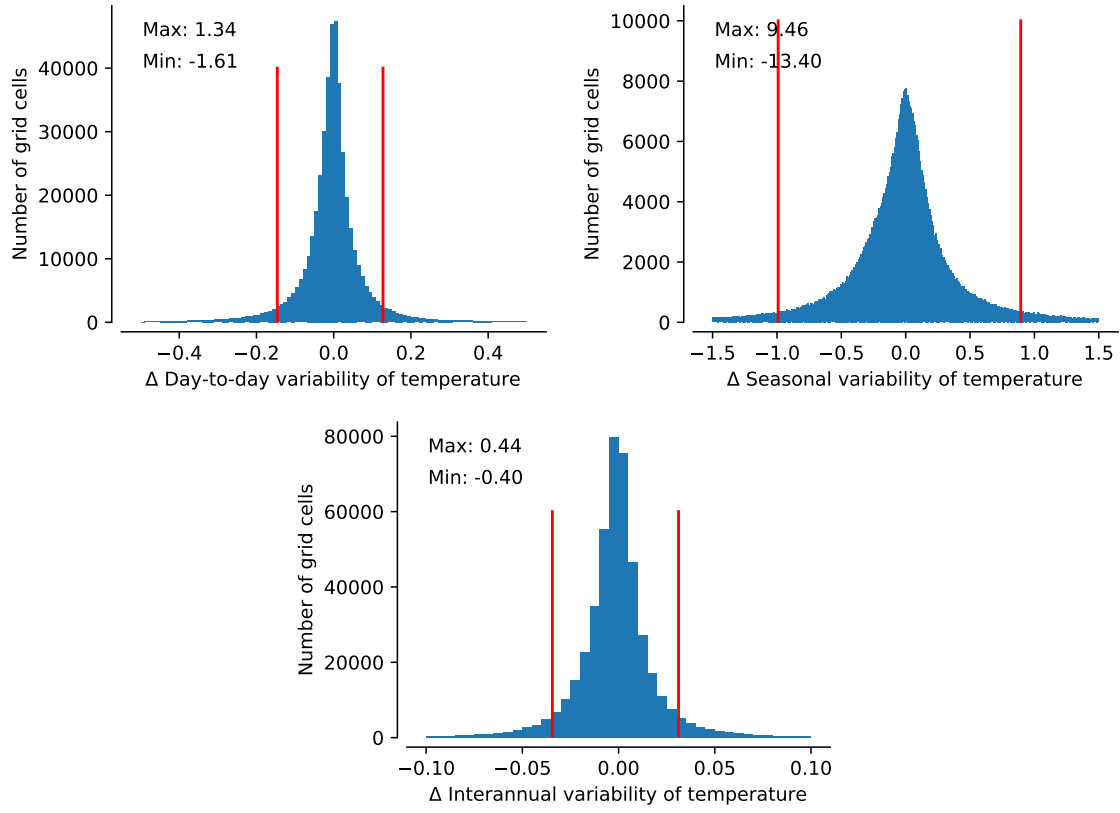 Max: 1.34
Min: -1.61
Number of grid cells
40000
30000
20000
10000
0
−0.4 −0.2 0.0 0.2 0.4
Δ Day-to-day variability of temperature
Max: 9.46
Min: -13.40
Number of grid cells
10000
8000
6000
4000
2000
0
−1.5 −1.0 −0.5 0.0 0.5 1.0 1.5
Δ Seasonal variability of temperature
Max: 0.44
Min: -0.40
Number of grid cells
80000
60000
40000
20000
0
−0.10 −0.05 0.00 0.05 0.10
Δ Interannual variability of temperature